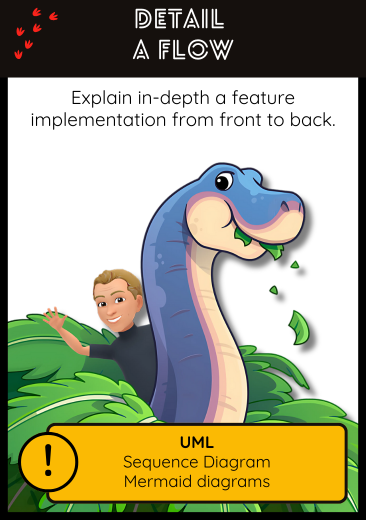 DETAIL
A FLOW
Explain in-depth a feature
implementation from front to back.
!
UML
Sequence Diagram
Mermaid diagrams